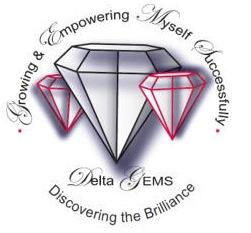 Growing & Empowering Myself Successfully
Delta GEMS
Discovering the Brilliance